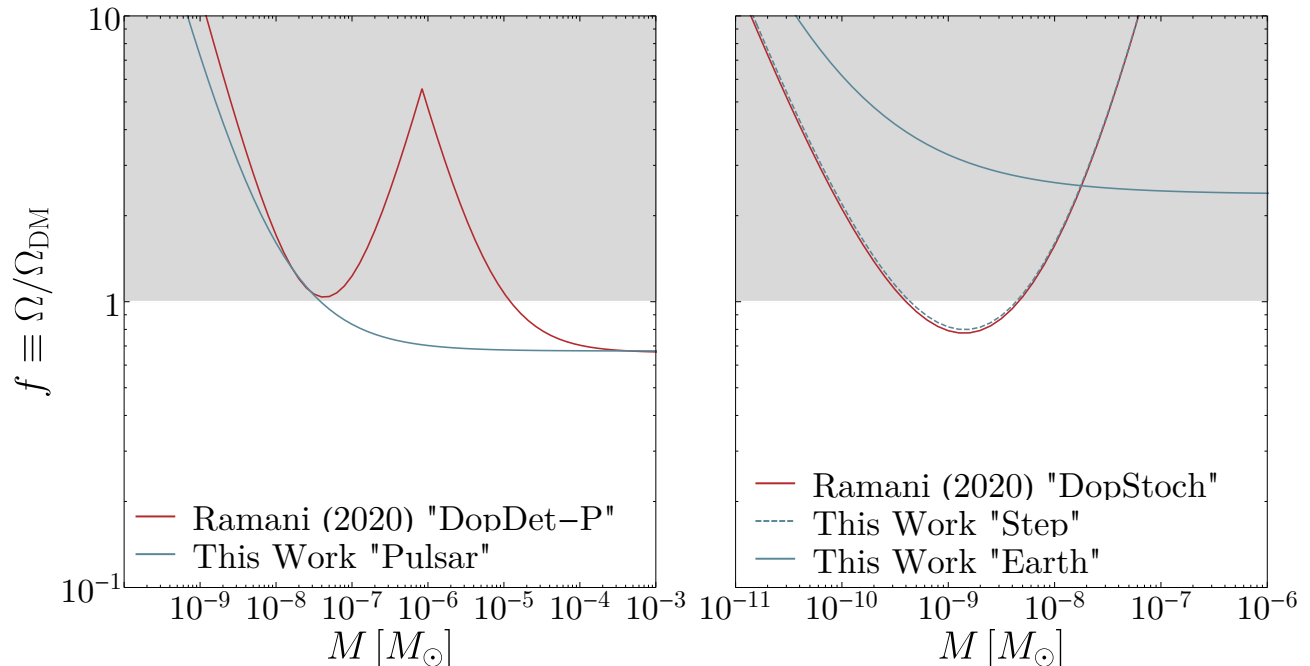 f ≡ Ω/Ω_DM
10
1
10⁻¹
Ramani (2020) "DopDet−P"
This Work "Pulsar"
10⁻⁹ 10⁻⁸ 10⁻⁷ 10⁻⁶ 10⁻⁵ 10⁻⁴ 10⁻³
M [M_⊙]
Ramani (2020) "DopStoch"
This Work "Step"
This Work "Earth"
10⁻¹¹ 10⁻¹⁰ 10⁻⁹ 10⁻⁸ 10⁻⁷ 10⁻⁶
M [M_⊙]